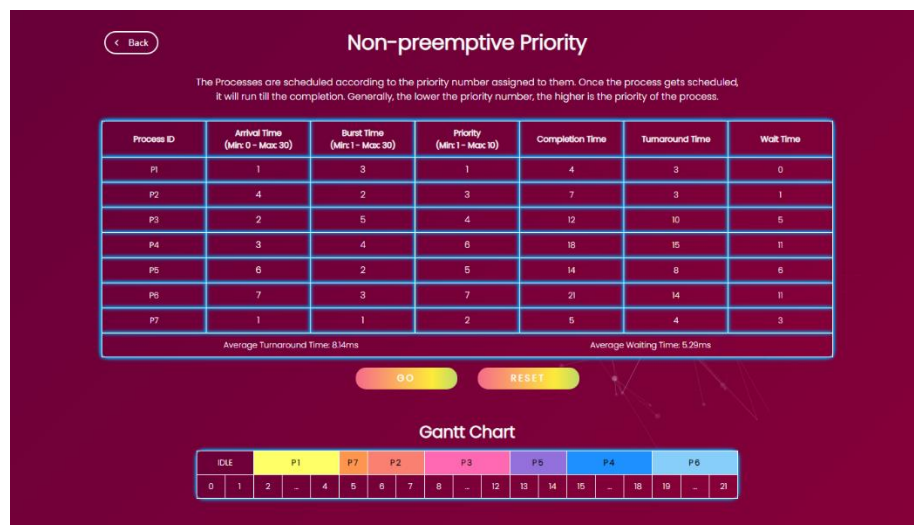 < Back
Non-preemptive Priority
The Processes are scheduled according to the priority number assigned to them. Once the process gets scheduled,
it will run till the completion. Generally, the lower the priority number, the higher is the priority of the process.
Process ID Arrival Time (Min: 0 - Max: 30) Burst Time (Min: 1 - Max: 30) Priority (Min: 1 - Max: 10) Completion Time Turnaround Time Wait Time
P1 1 3 1 4 3 0
P2 4 2 3 7 3 1
P3 2 5 4 12 10 5
P4 3 4 6 18 15 11
P5 6 2 5 14 8 6
P6 7 3 7 21 14 11
P7 1 1 2 5 4 3
Average Turnaround Time: 8.14ms Average Waiting Time: 5.29ms
GO RESET
Gantt Chart
IDLE P1 P7 P2 P3 P5 P4 P6
0 1 2 ... 4 5 6 7 8 ... 12 13 14 15 ... 18 19 ... 21